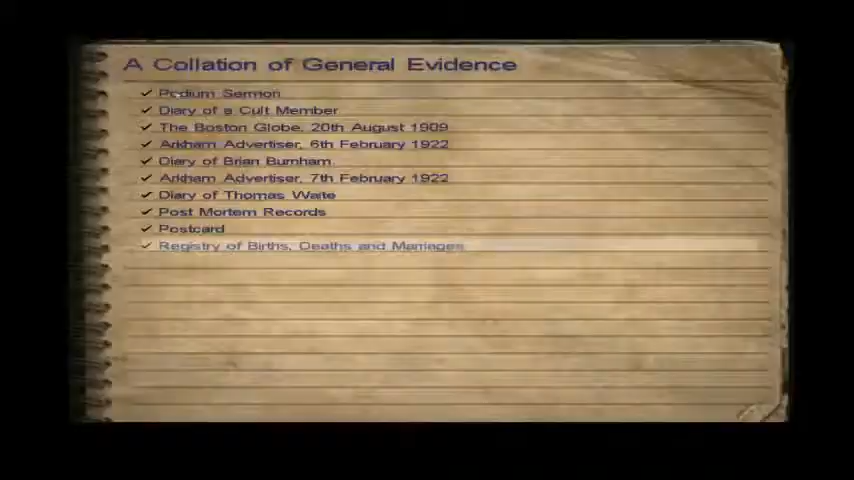 A Collation of General Evidence
✓ Podium Sermon
✓ Diary of a Cult Member
✓ The Boston Globe, 20th August 1909
✓ Arkham Advertiser, 6th February 1922
✓ Diary of Brian Burnham.
✓ Arkham Advertiser, 7th February 1922
✓ Diary of Thomas Waite
✓ Post Mortem Records
✓ Postcard
✓ Registry of Births, Deaths and Marriages